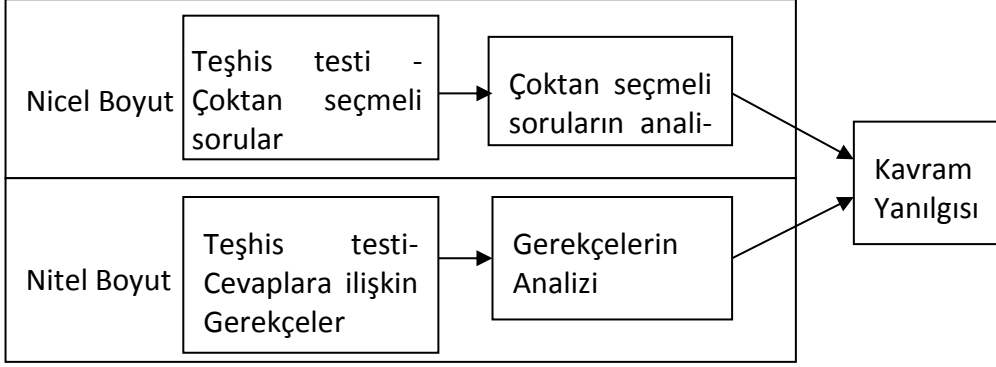 Nicel Boyut
Teşhis testi -
Çoktan seçmeli
sorular
Çoktan seçmeli
soruların anali-
Kavram
Yanılgısı
Nitel Boyut
Teşhis testi-
Cevaplara ilişkin
Gerekçeler
Gerekçelerin
Analizi